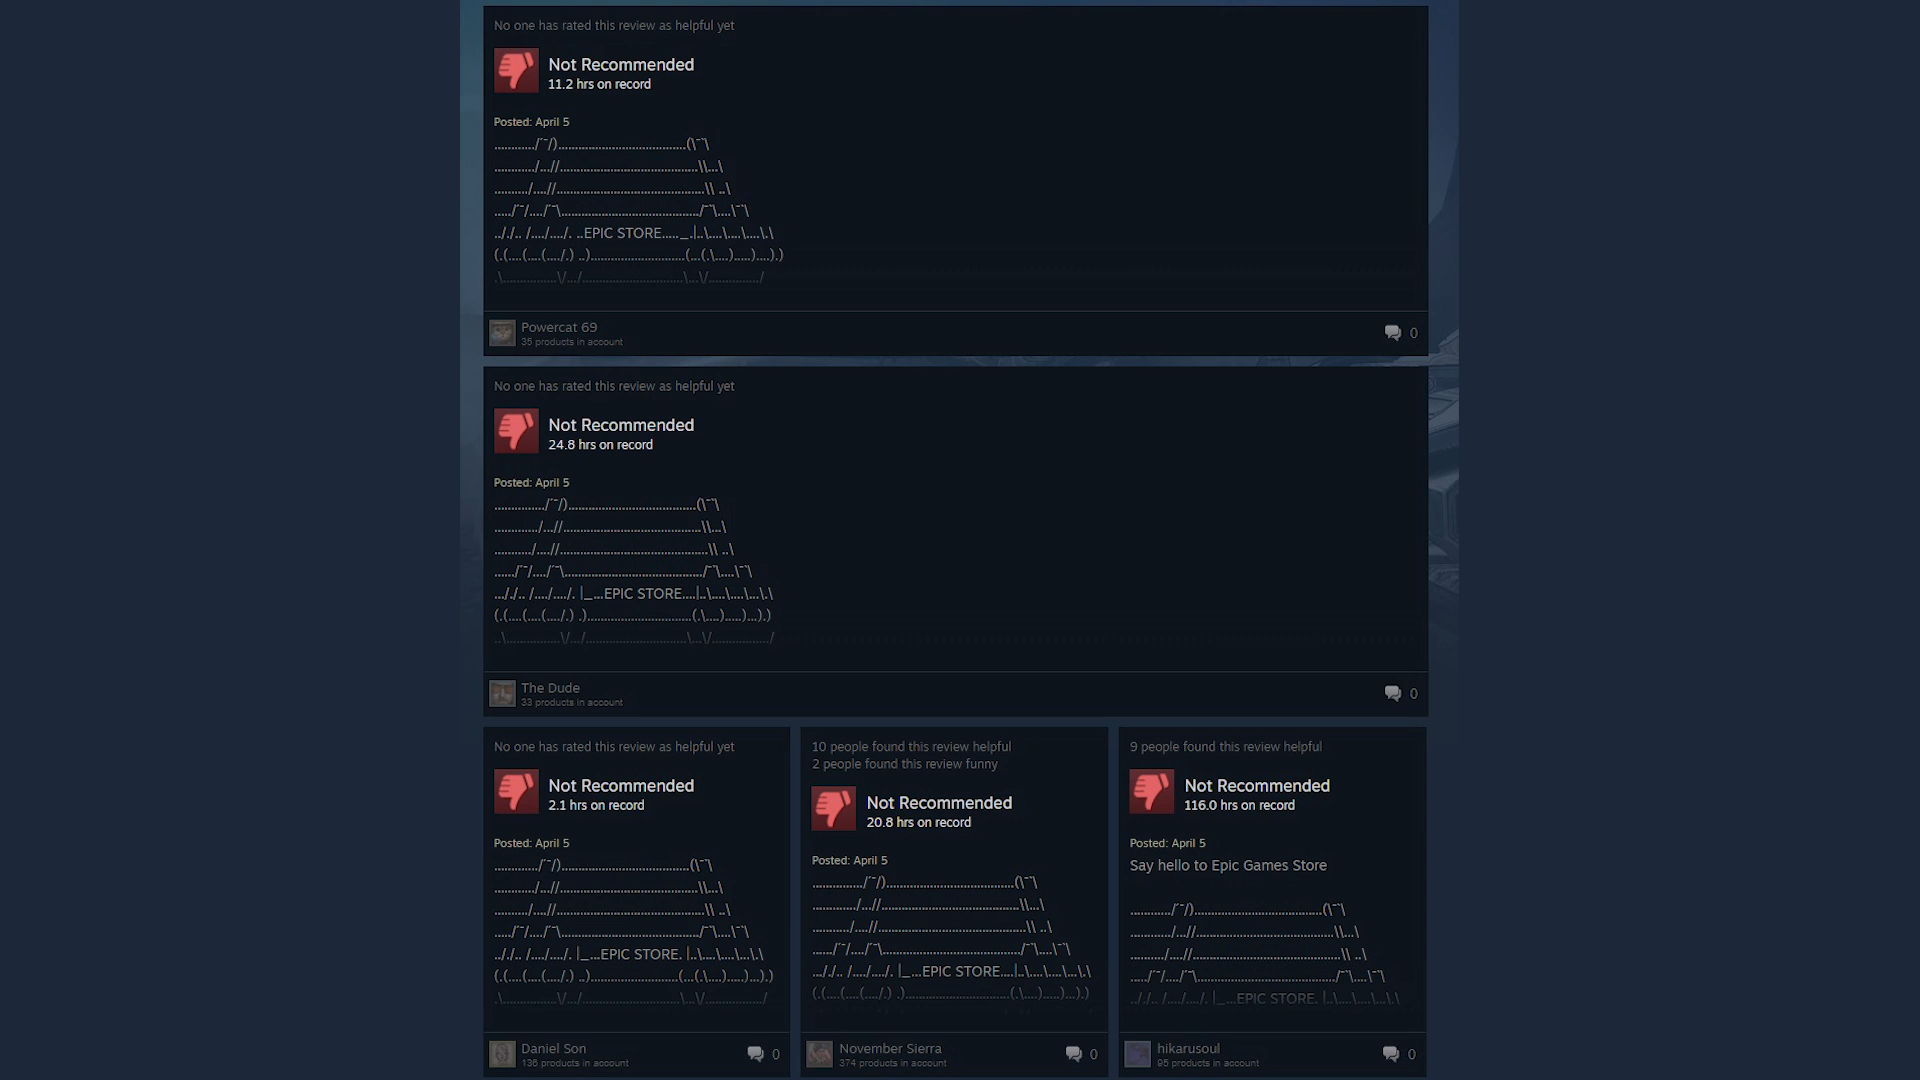 No one has rated this review as helpful yet
Not Recommended
11.2 hrs on record
Posted: April 5
............/´¯/)......................................(\¯`\
............/...//.........................................\\...\
........../....//............................................\\ ..\
...../´¯/..../´¯\........................................./¯`\....\¯`\
.././.. /..../..../. ..EPIC STORE....._.|..\....\....\....\.\
(.(....(....(..../.) ..)............................(...(.\....).....)....).)
.\................\/.../..............................\...\/.............../
Powercat 69
35 products in account
0
No one has rated this review as helpful yet
Not Recommended
24.8 hrs on record
Posted: April 5
.............../´¯/)......................................(\¯`\
............./...//.........................................\\...\
.........../....//............................................\\ ..\
....../´¯/..../´¯\........................................./¯`\....\¯`\
..././.. /..../..../. |_...EPIC STORE....|..\....\....\...\.\
(.(....(....(..../.) .)...............................(.\....).....)...).)
..\................\/.../..............................\...\/................./
The Dude
33 products in account
0
No one has rated this review as helpful yet
Not Recommended
2.1 hrs on record
Posted: April 5
............./´¯/)......................................(\¯`\
............/...//.........................................\\...\
........../....//............................................\\ ..\
...../´¯/..../´¯\........................................./¯`\....\¯`\
.././.. /..../..../. |_...EPIC STORE. |..\....\....\...\.\
(.(....(....(..../.) ..)..........................(...(.\....).....)...).)
.\................\/.../............................\...\/................/
Daniel Son
136 products in account
0
10 people found this review helpful
2 people found this review funny
Not Recommended
20.8 hrs on record
Posted: April 5
.............../´¯/)......................................(\¯`\
............./...//.........................................\\...\
.........../....//............................................\\ ..\
....../´¯/..../´¯\........................................./¯`\....\¯`\
..././.. /..../..../. |_...EPIC STORE....|..\....\....\...\.\
(.(....(....(..../.) .)...............................(.\....).....)...).)
November Sierra
374 products in account
0
9 people found this review helpful
Not Recommended
116.0 hrs on record
Posted: April 5
Say hello to Epic Games Store
............/´¯/)......................................(\¯`\
.........../...//.........................................\\...\
........../....//............................................\\ ..\
...../´¯/..../´¯\........................................./¯`\....\¯`\
.././.. /..../..../. |_...EPIC STORE. |..\....\....\...\.\
hikarusoul
95 products in account
0